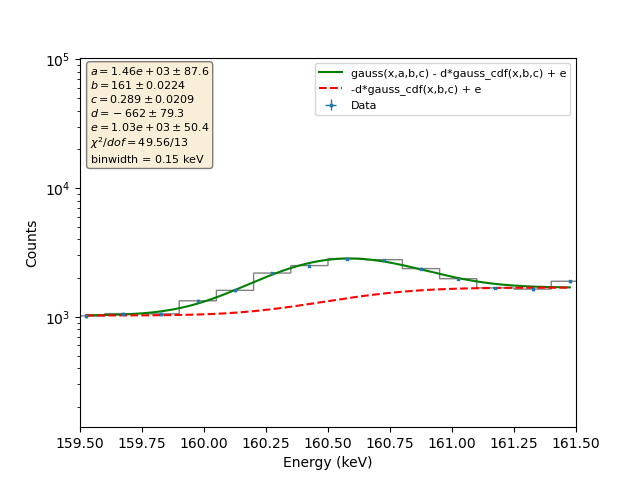 10⁵
10⁴
10³
Counts
a = 1.46e + 03 ± 87.6
b = 161 ± 0.0224
c = 0.289 ± 0.0209
d = − 662 ± 79.3
e = 1.03e + 03 ± 50.4
χ²/dof = 49.56/13
binwidth = 0.15 keV
gauss(x,a,b,c) - d*gauss_cdf(x,b,c) + e
-d*gauss_cdf(x,b,c) + e
Data
159.50 159.75 160.00 160.25 160.50 160.75 161.00 161.25 161.50
Energy (keV)